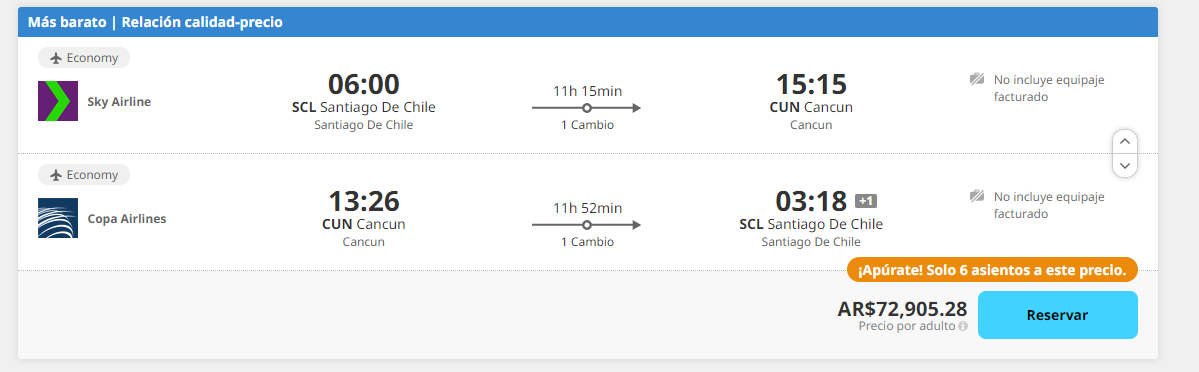 Más barato | Relación calidad-precio
Economy
Sky Airline
06:00
SCL Santiago De Chile
Santiago De Chile
11h 15min
1 Cambio
15:15
CUN Cancun
Cancun
No incluye equipaje
facturado
Economy
Copa Airlines
13:26
CUN Cancun
Cancun
11h 52min
1 Cambio
03:18 +1
SCL Santiago De Chile
Santiago De Chile
No incluye equipaje
facturado
¡Apúrate! Solo 6 asientos a este precio.
AR$72,905.28
Precio por adulto
Reservar